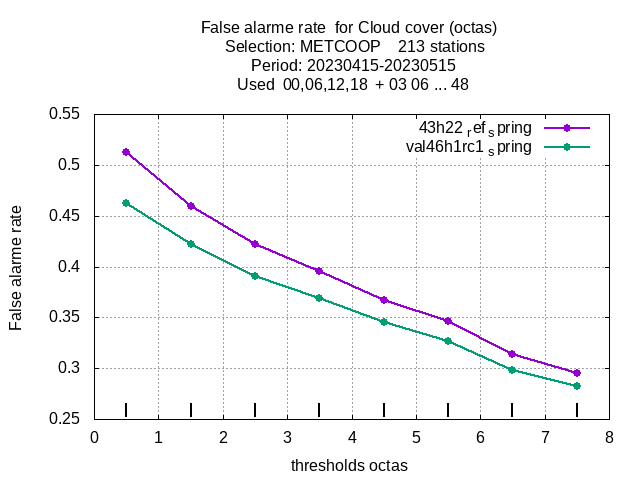 False alarme rate  for Cloud cover (octas)
Selection: METCOOP    213 stations
Period: 20230415-20230515
Used  00,06,12,18  + 03 06 ... 48
43h22 ref spring
val46h1rc1 spring
0.55
0.5
0.45
0.4
0.35
0.3
0.25
False alarme rate
0 1 2 3 4 5 6 7 8
thresholds octas